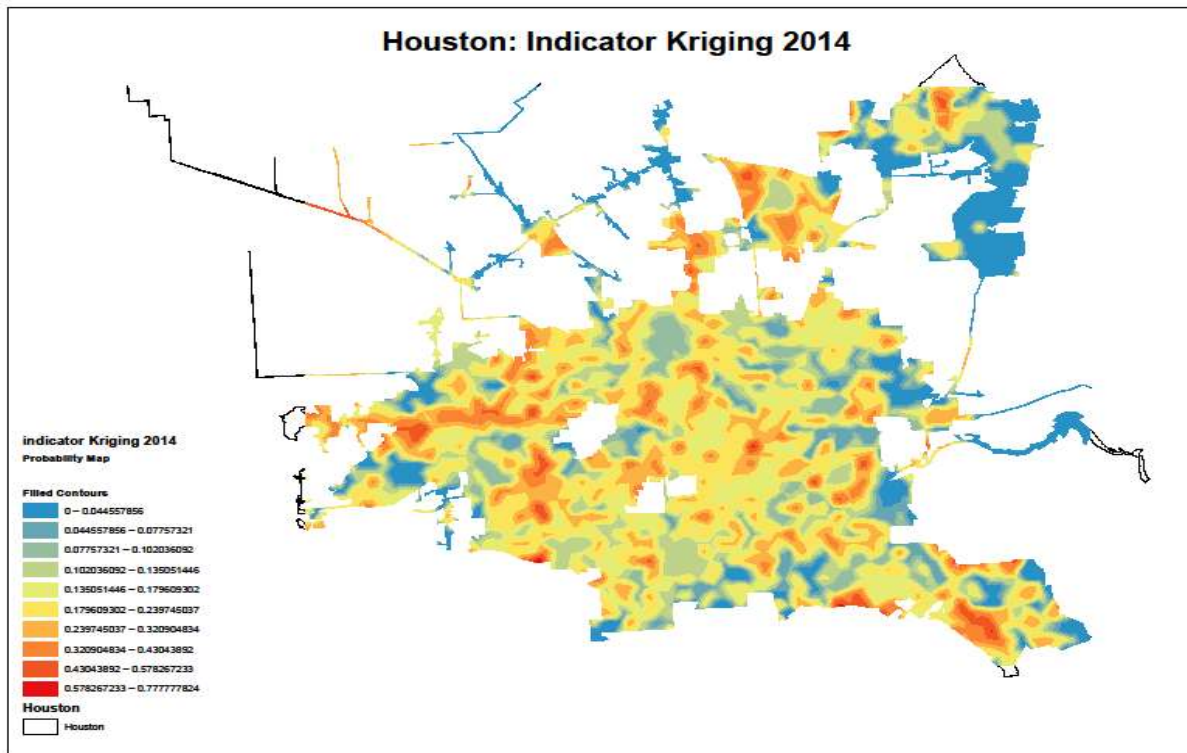 Houston: Indicator Kriging 2014
indicator Kriging 2014
Probability Map
Filled Contours
0 – 0.044557856
0.044557856 – 0.07757321
0.07757321 – 0.102036092
0.102036092 – 0.135051446
0.135051446 – 0.179609302
0.179609302 – 0.239745037
0.239745037 – 0.320904834
0.320904834 – 0.43043892
0.43043892 – 0.578267233
0.578267233 – 0.777777824
Houston
Houston